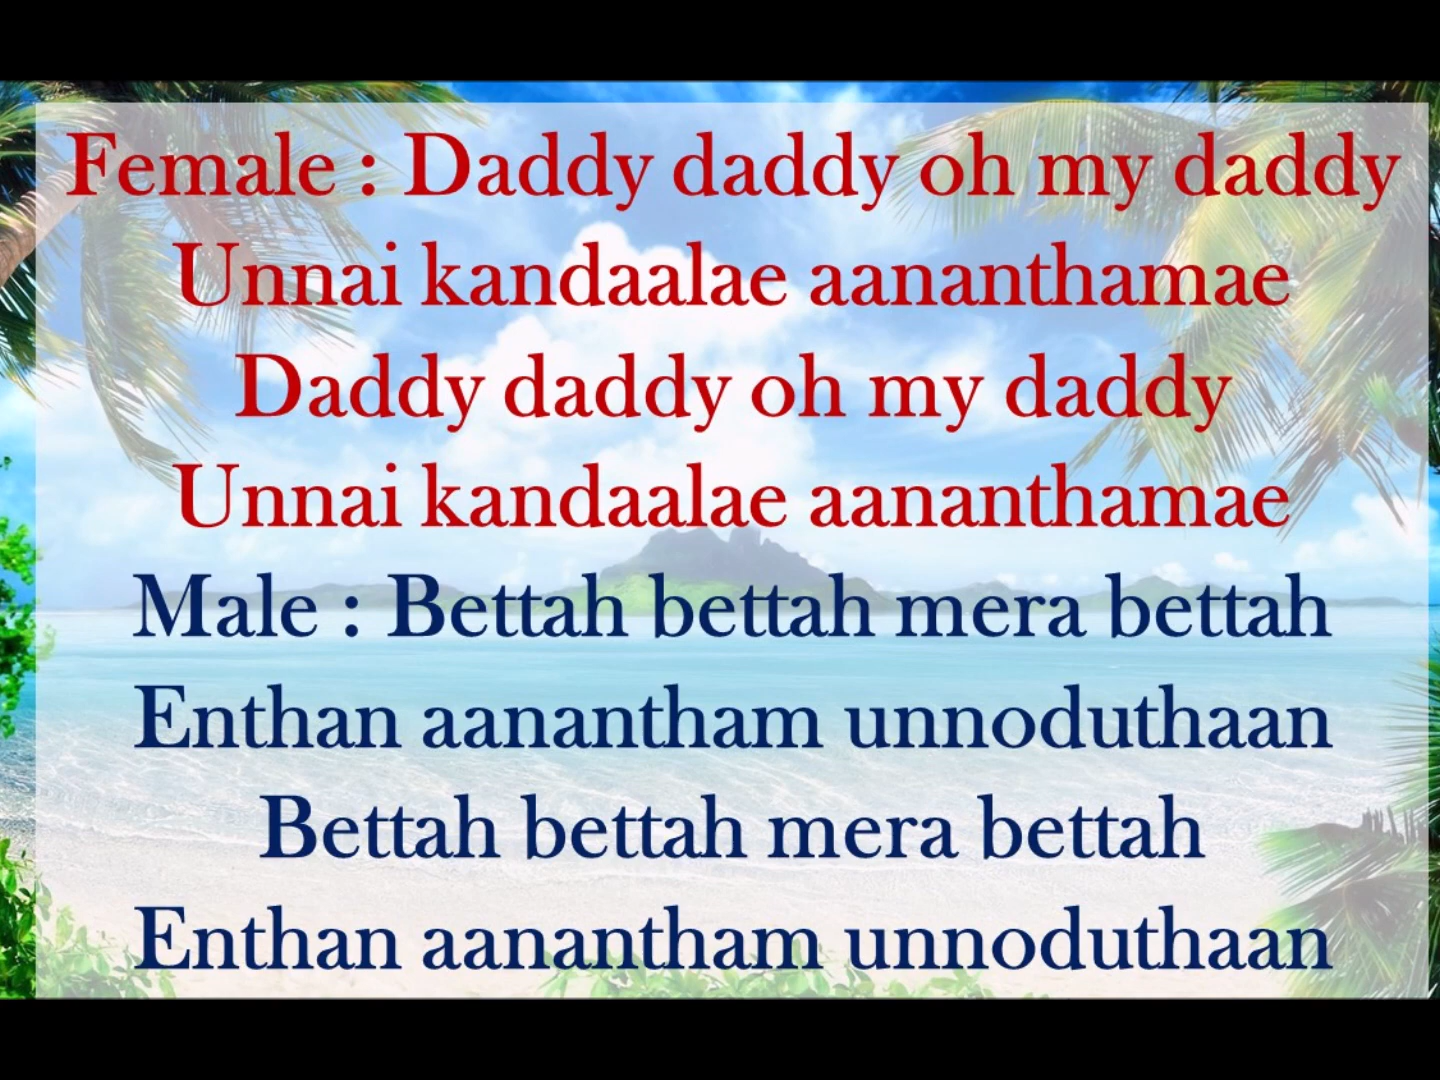 Female : Daddy daddy oh my daddy
Unnai kandaalae aananthamae
Daddy daddy oh my daddy
Unnai kandaalae aananthamae
Male : Bettah bettah mera bettah
Enthan aanantham unnoduthaan
Bettah bettah mera bettah
Enthan aanantham unnoduthaan